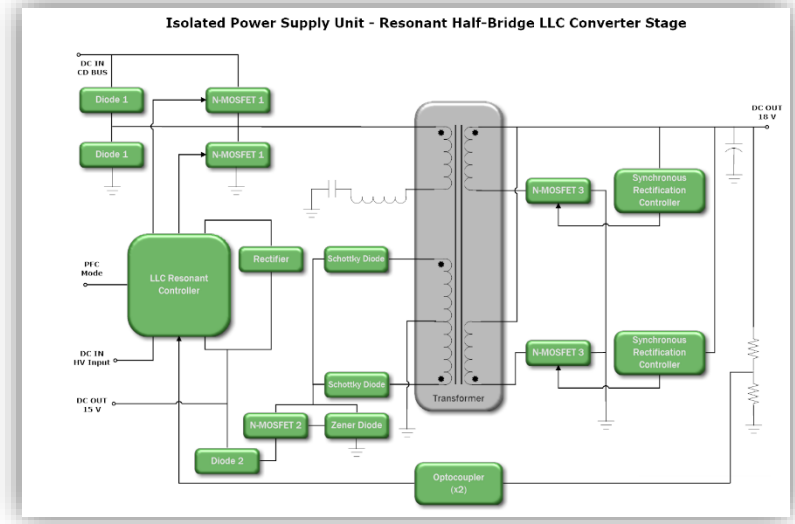 Isolated Power Supply Unit - Resonant Half-Bridge LLC Converter Stage
DC IN
CD BUS
Diode 1
N-MOSFET 1
DC OUT
18 V
Diode 1
N-MOSFET 1
N-MOSFET 3
Synchronous
Rectification
Controller
PFC
Mode
LLC Resonant
Controller
Rectifier
Schottky Diode
DC IN
HV Input
N-MOSFET 3
Synchronous
Rectification
Controller
DC OUT
15 V
Schottky Diode
Transformer
N-MOSFET 2
Zener Diode
Diode 2
Optocoupler
(x2)